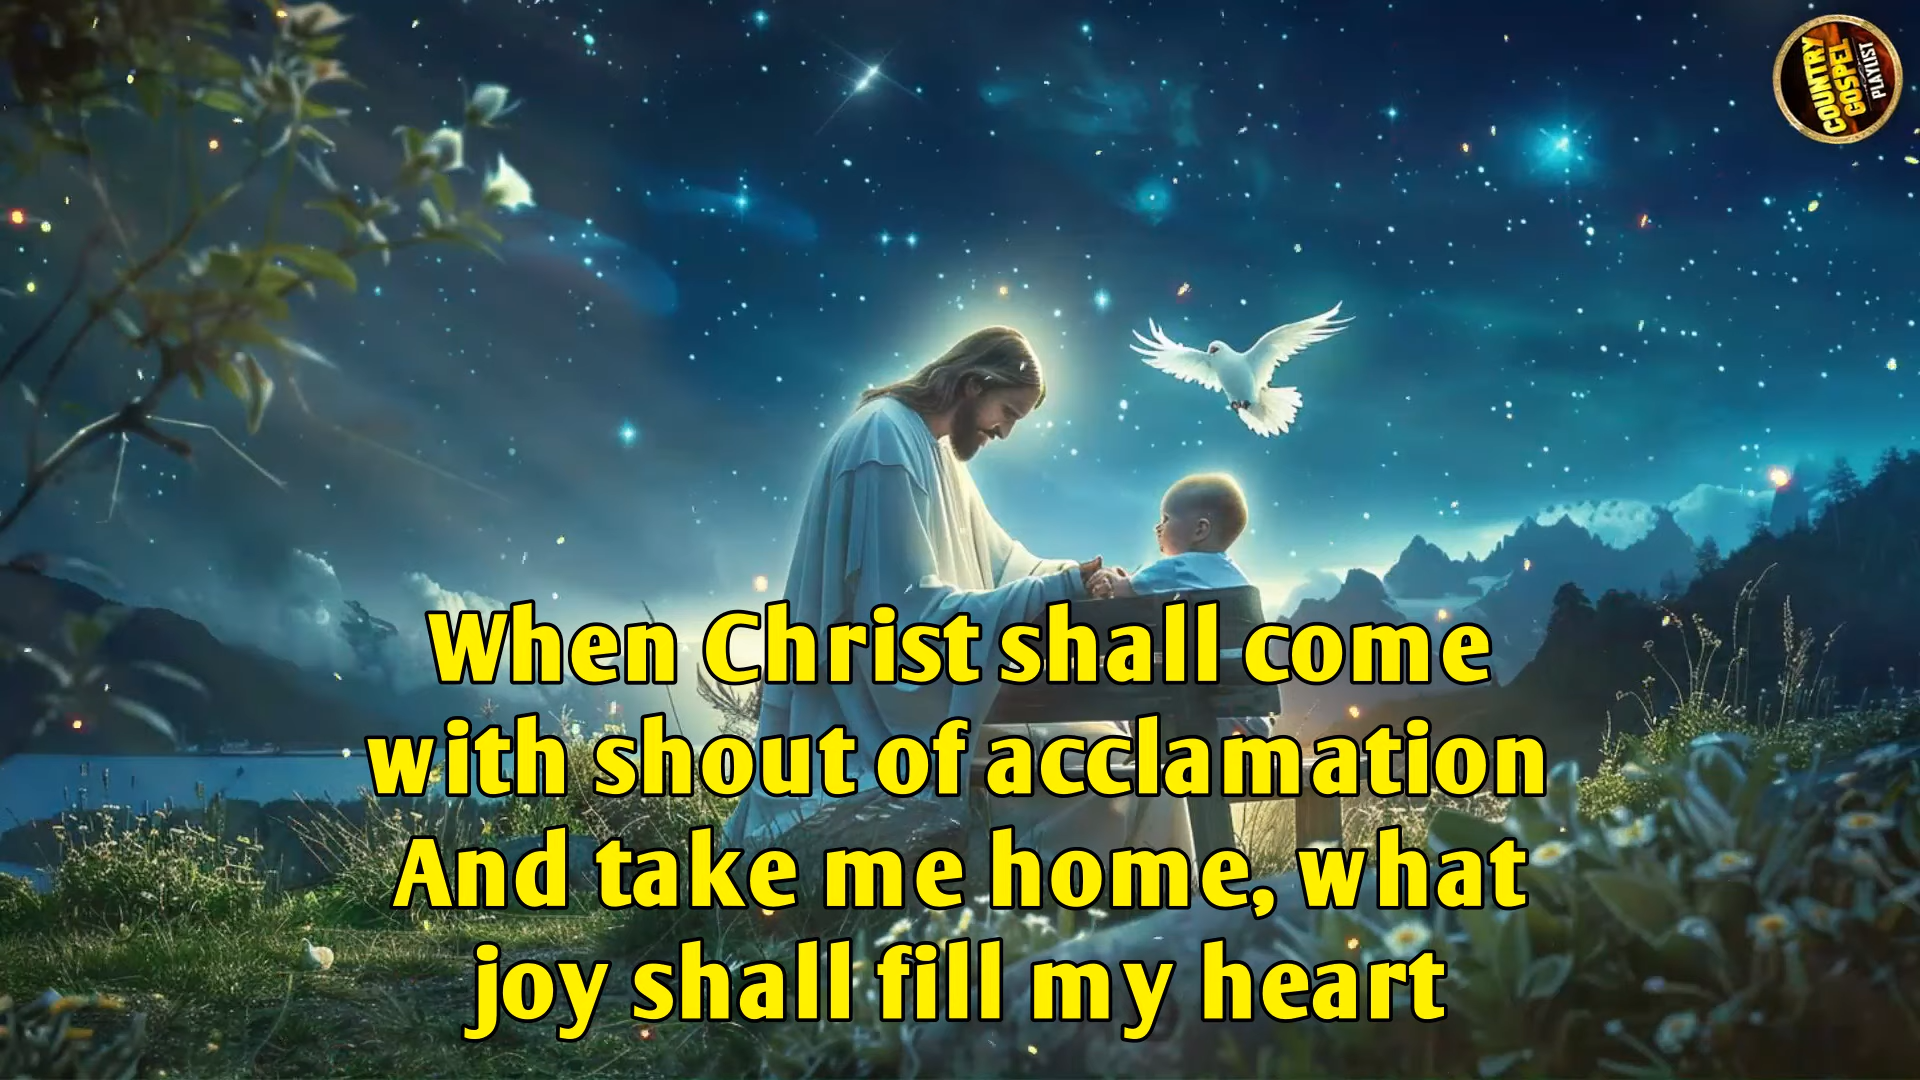 COUNTRY
GOSPEL
PLAYLIST
When Christ shall come
with shout of acclamation
And take me home, what
joy shall fill my heart